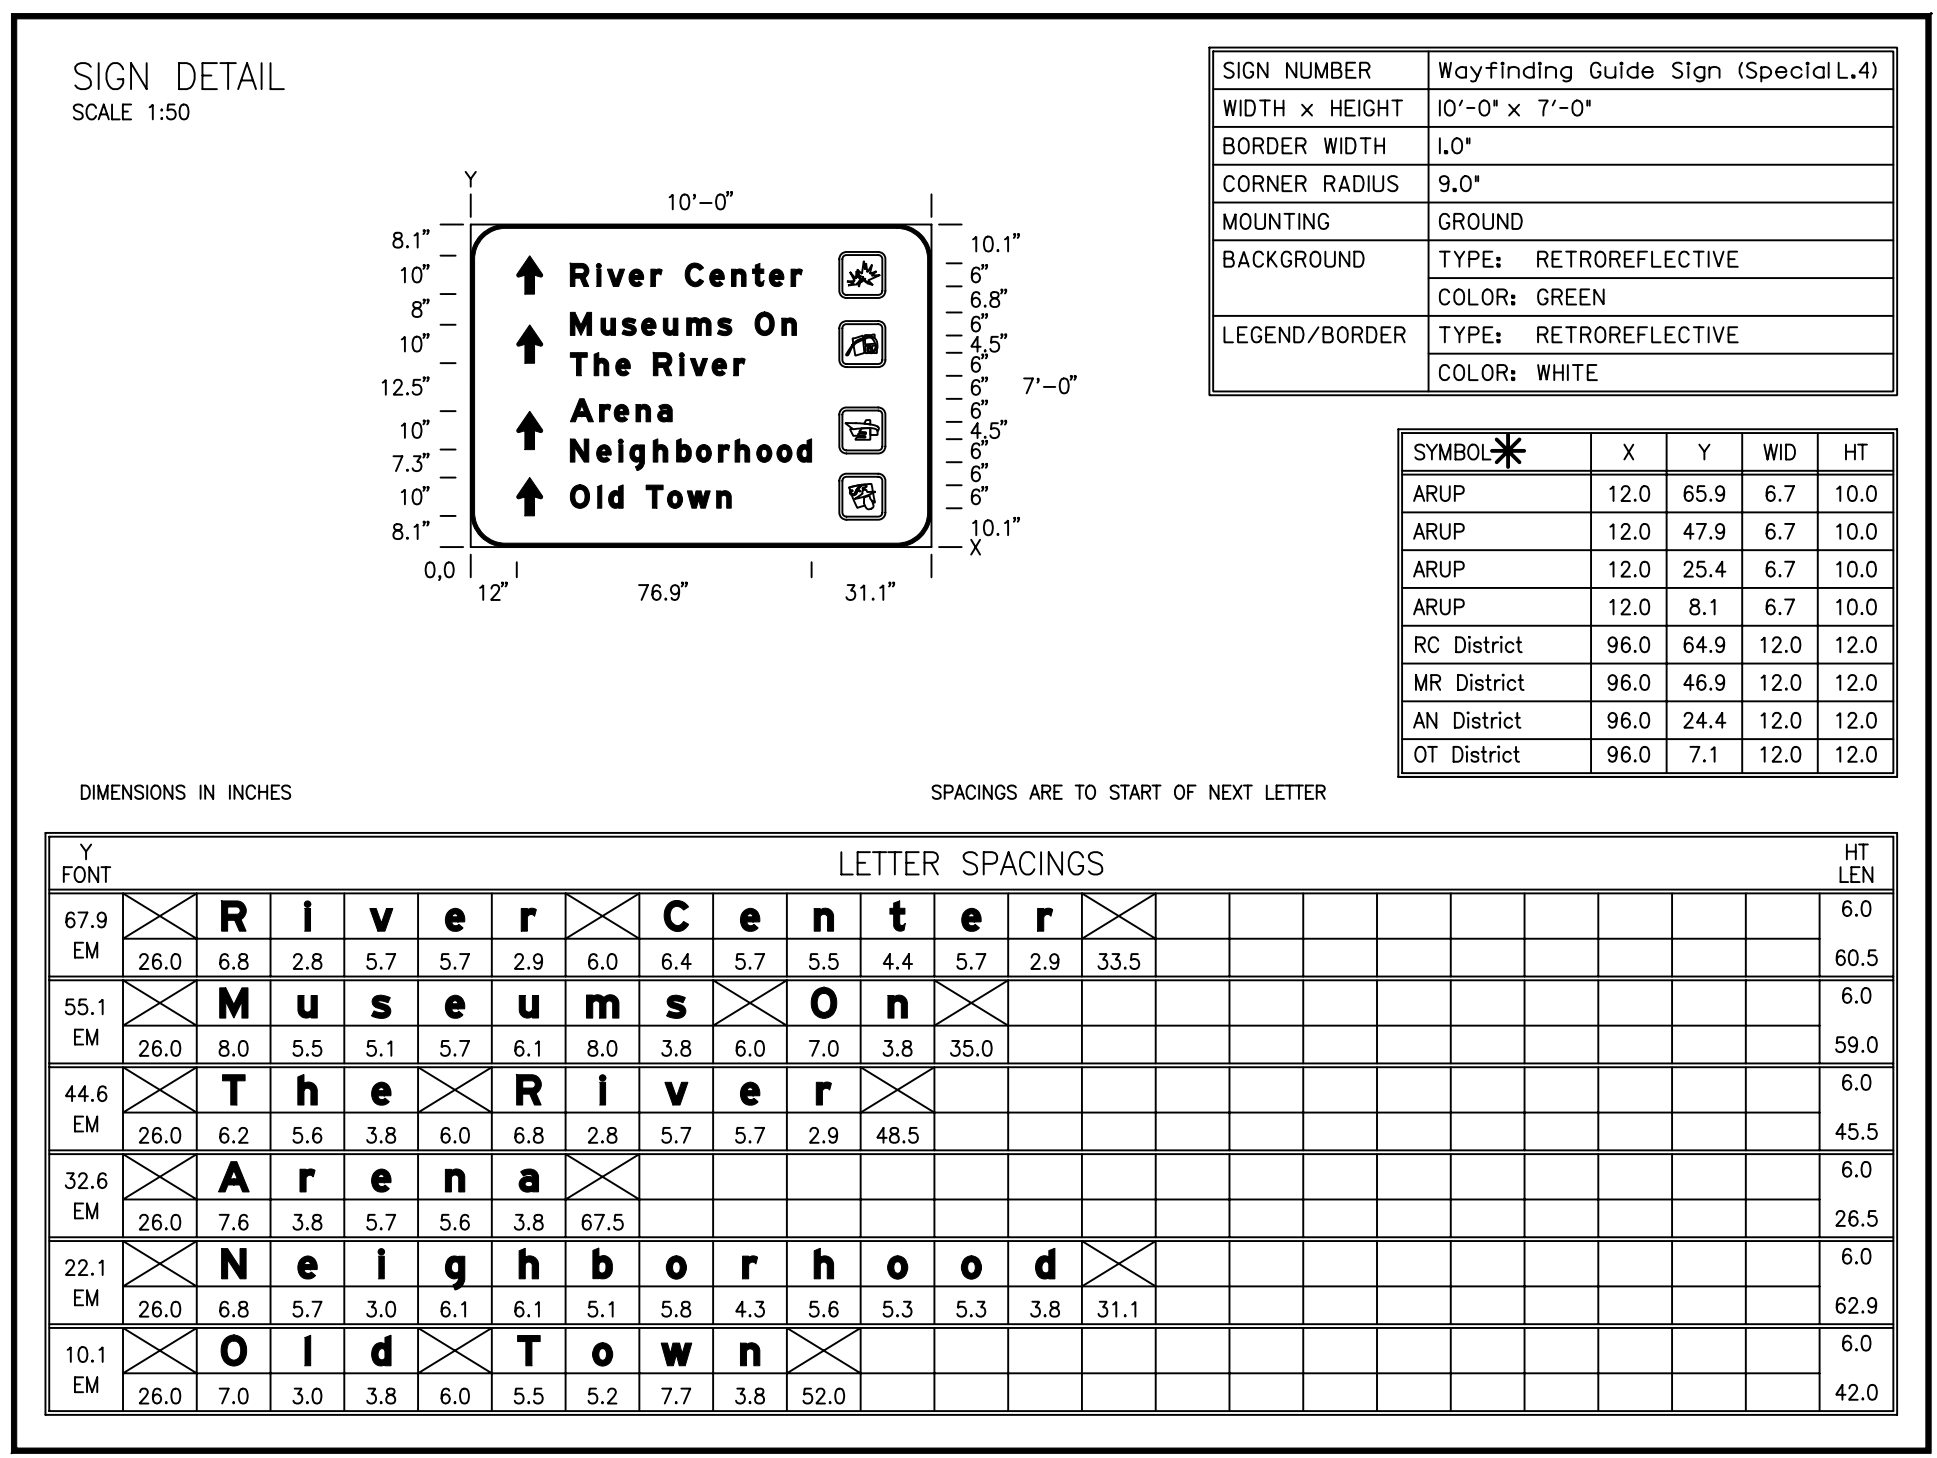 SIGN DETAIL
SCALE 1:50
SIGN NUMBER Wayfinding Guide Sign (Special L.4)
WIDTH x HEIGHT 10'-0" x 7'-0"
BORDER WIDTH 1.0"
CORNER RADIUS 9.0"
MOUNTING GROUND
BACKGROUND TYPE: RETROREFLECTIVE
COLOR: GREEN
LEGEND/BORDER TYPE: RETROREFLECTIVE
COLOR: WHITE
Y
10'-0"
8.1"
10"
8"
10"
12.5"
10"
7.3"
10"
8.1"
River Center
Museums On
The River
Arena
Neighborhood
Old Town
10.1"
6"
6.8"
6"
4.5"
6"
6"
6"
4.5"
6"
6"
6"
10.1"
X
7'-0"
0,0
12" 76.9" 31.1"
SYMBOL X Y WID HT
ARUP 12.0 65.9 6.7 10.0
ARUP 12.0 47.9 6.7 10.0
ARUP 12.0 25.4 6.7 10.0
ARUP 12.0 8.1 6.7 10.0
RC District 96.0 64.9 12.0 12.0
MR District 96.0 46.9 12.0 12.0
AN District 96.0 24.4 12.0 12.0
OT District 96.0 7.1 12.0 12.0
DIMENSIONS IN INCHES
SPACINGS ARE TO START OF NEXT LETTER
Y FONT LETTER SPACINGS HT LEN
67.9 R i v e r C e n t e r 6.0
EM 26.0 6.8 2.8 5.7 5.7 2.9 6.0 6.4 5.7 5.5 4.4 5.7 2.9 33.5 60.5
55.1 M u s e u m s O n 6.0
EM 26.0 8.0 5.5 5.1 5.7 6.1 8.0 3.8 6.0 7.0 3.8 35.0 59.0
44.6 T h e R i v e r 6.0
EM 26.0 6.2 5.6 3.8 6.0 6.8 2.8 5.7 5.7 2.9 48.5 45.5
32.6 A r e n a 6.0
EM 26.0 7.6 3.8 5.7 5.6 3.8 67.5 26.5
22.1 N e i g h b o r h o o d 6.0
EM 26.0 6.8 5.7 3.0 6.1 6.1 5.1 5.8 4.3 5.6 5.3 5.3 3.8 31.1 62.9
10.1 O l d T o w n 6.0
EM 26.0 7.0 3.0 3.8 6.0 5.5 5.2 7.7 3.8 52.0 42.0